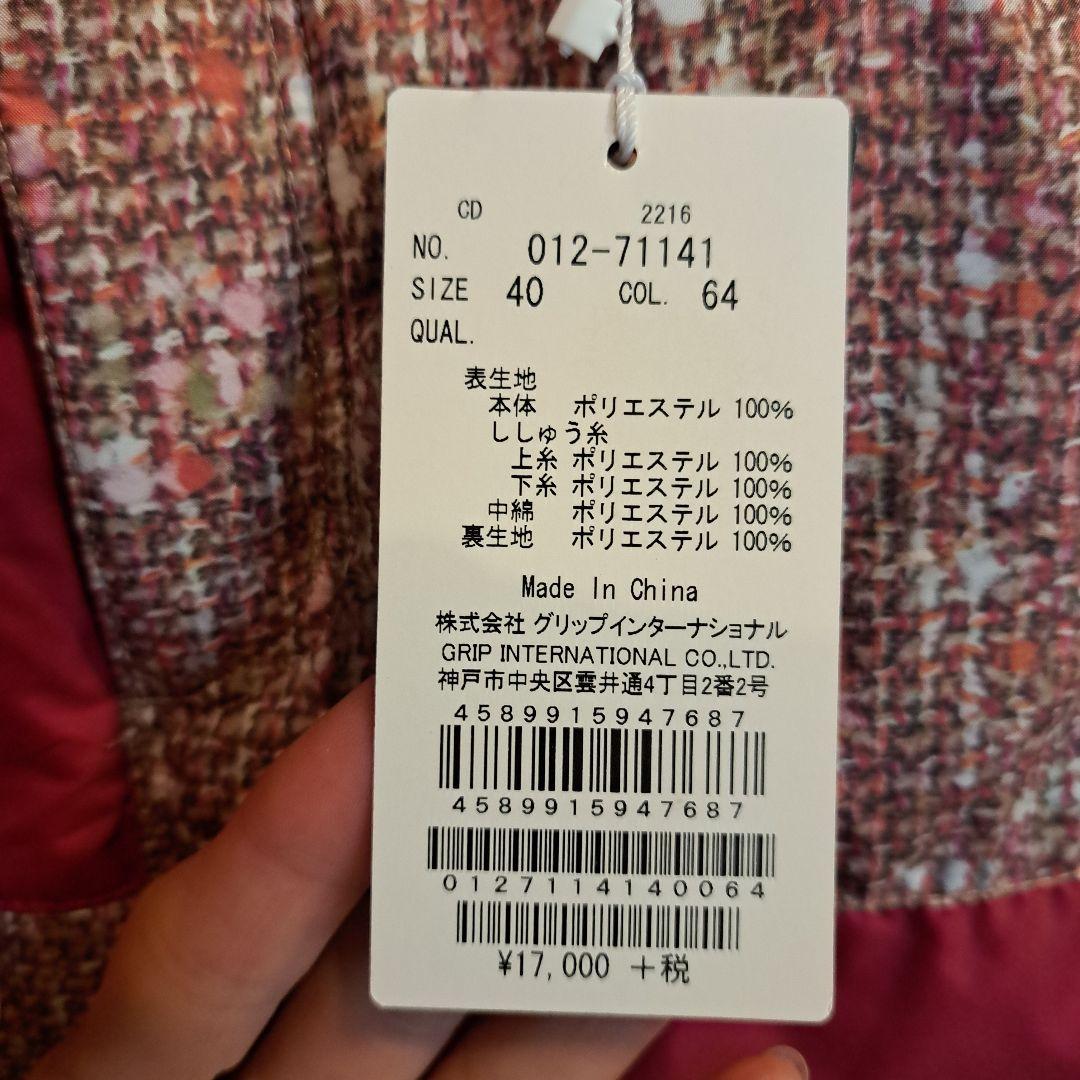 CD 2216
NO. 012-71141
SIZE 40 COL. 64
QUAL.
表生地
本体 ポリエステル 100%
ししゅう糸
上糸 ポリエステル 100%
下糸 ポリエステル 100%
中綿 ポリエステル 100%
裏生地 ポリエステル 100%
Made In China
株式会社 グリップインターナショナル
GRIP INTERNATIONAL CO.,LTD.
神戸市中央区雲井通4丁目2番2号
4589915947687
4589915947687
0127114140064
¥17,000 +税